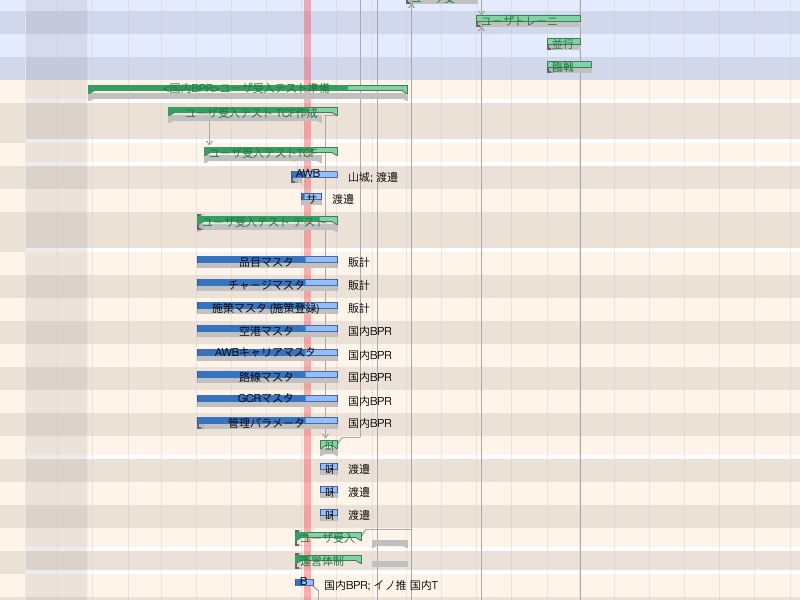 ユーザトレーニ
並行
臨戦
<国内BPR>ユーザ受入テスト準備
ユーザ受入テスト TCF作成
ユーザ受入テストTCF
AWB 山城; 渡邉
サ 渡邉
ユーザ受入テスト テスト
品目マスタ 販計
チャージマスタ 販計
施策マスタ (施策登録) 販計
空港マスタ 国内BPR
AWBキャリアマスタ 国内BPR
路線マスタ 国内BPR
GCRマスタ 国内BPR
管理パラメータ 国内BPR
渡邉
渡邉
渡邉
ユーザ受入
運営体制
B 国内BPR; イノ推 国内T